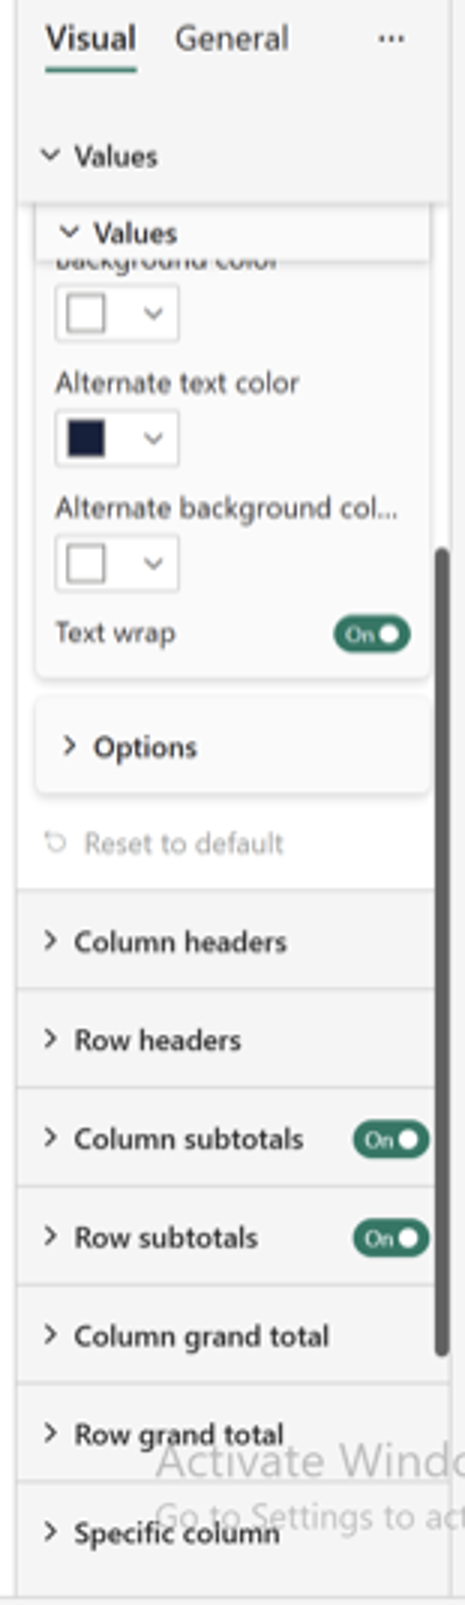 Visual General ...
Values
Values
Background color
Alternate text color
Alternate background col...
Text wrap On
Options
Reset to default
Column headers
Row headers
Column subtotals On
Row subtotals On
Column grand total
Row grand total
Activate Windo
Go to Settings to act
Specific column